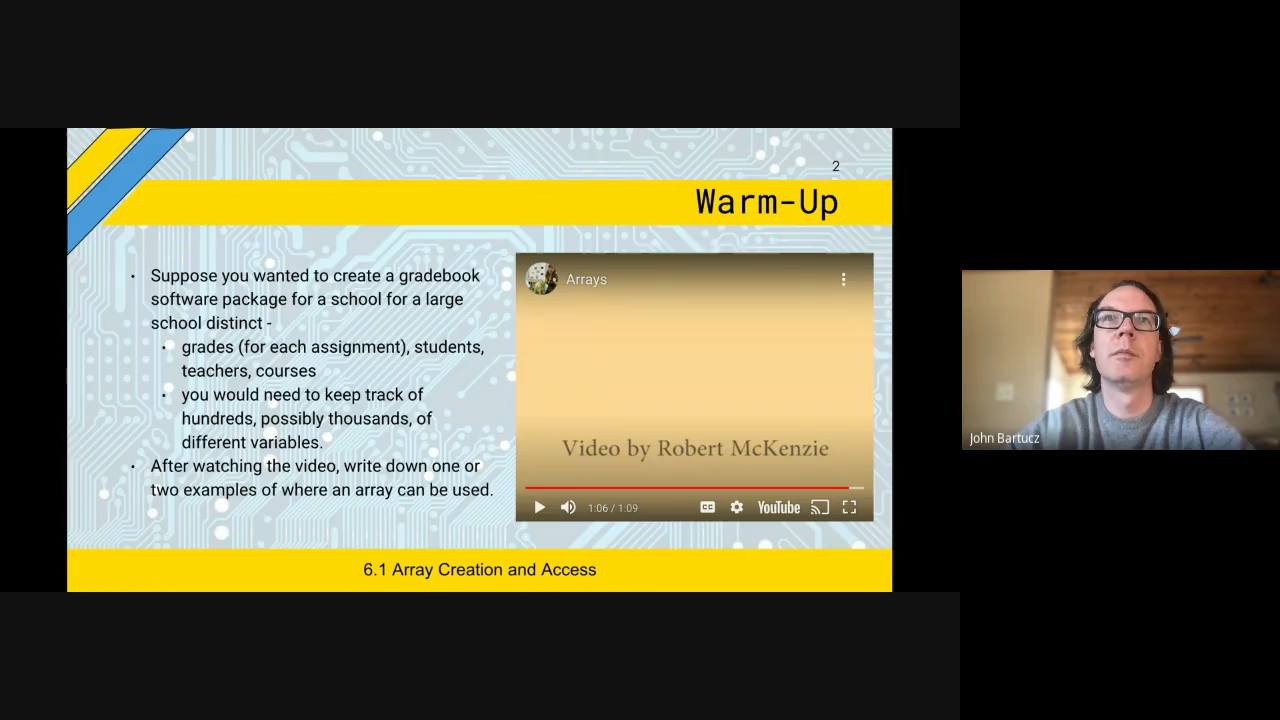 2
Warm-Up
• Suppose you wanted to create a gradebook
software package for a school for a large
school distinct -
• grades (for each assignment), students,
teachers, courses
• you would need to keep track of
hundreds, possibly thousands, of
different variables.
• After watching the video, write down one or
two examples of where an array can be used.
Arrays
Video by Robert McKenzie
1:06 / 1:09
CC
YouTube
6.1 Array Creation and Access
John Bartucz